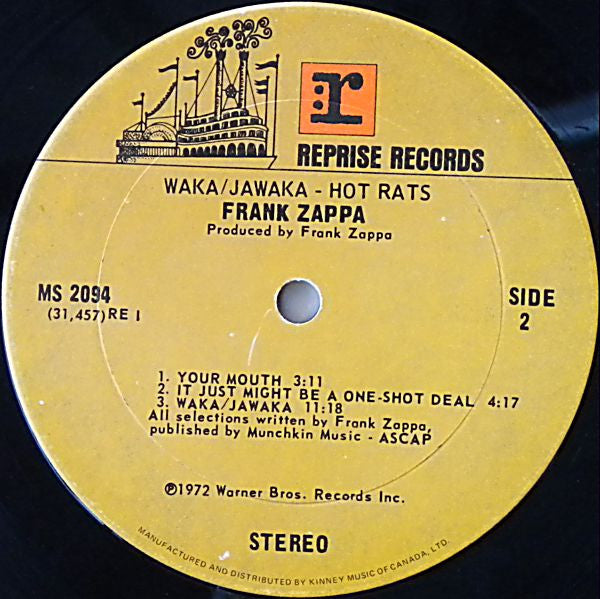 r
REPRISE RECORDS
WAKA/JAWAKA - HOT RATS
FRANK ZAPPA
Produced by Frank Zappa
MS 2094
(31,457) RE 1
SIDE
2
1. YOUR MOUTH 3:11
2. IT JUST MIGHT BE A ONE-SHOT DEAL 4:17
3. WAKA/JAWAKA 11:18
All selections written by Frank Zappa,
published by Munchkin Music - ASCAP
℗1972 Warner Bros. Records Inc.
STEREO
MANUFACTURED AND DISTRIBUTED BY KINNEY MUSIC OF CANADA, LTD.